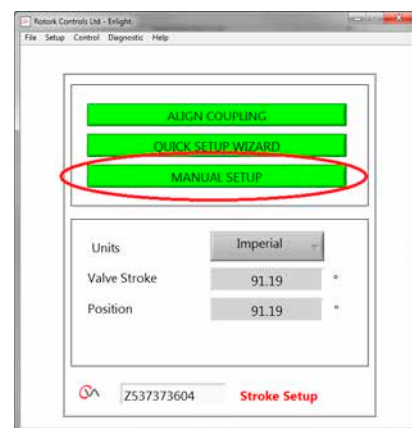 Rotork Controls Ltd - Enlight.
File Setup Control Diagnostic Help
ALIGN COUPLING
QUICK SETUP WIZARD
MANUAL SETUP
Units Imperial
Valve Stroke 91.19 °
Position 91.19 °
Z537373604 Stroke Setup